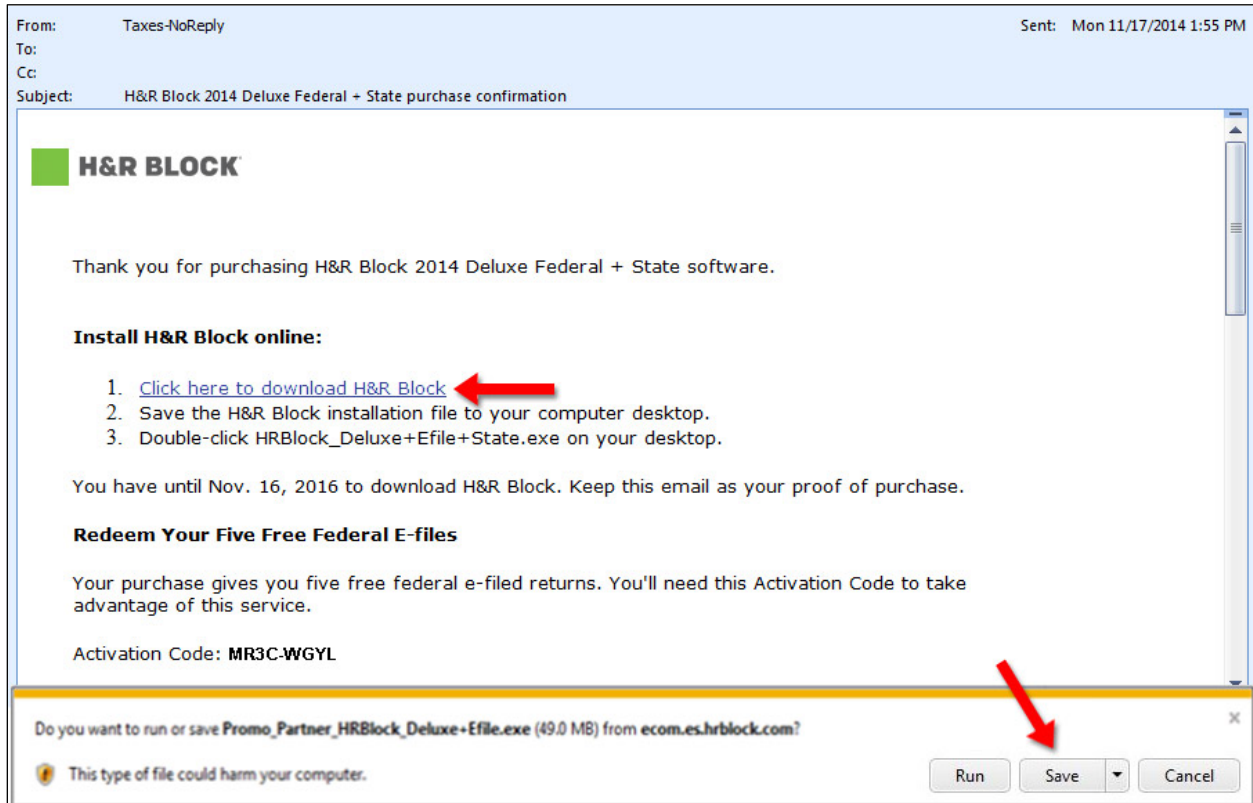 From: Taxes-NoReply Sent: Mon 11/17/2014 1:55 PM
To:
Cc:
Subject: H&R Block 2014 Deluxe Federal + State purchase confirmation
H&R BLOCK
Thank you for purchasing H&R Block 2014 Deluxe Federal + State software.
Install H&R Block online:
1. Click here to download H&R Block
2. Save the H&R Block installation file to your computer desktop.
3. Double-click HRBlock_Deluxe+Efile+State.exe on your desktop.
You have until Nov. 16, 2016 to download H&R Block. Keep this email as your proof of purchase.
Redeem Your Five Free Federal E-files
Your purchase gives you five free federal e-filed returns. You'll need this Activation Code to take
advantage of this service.
Activation Code: MR3C-WGYL
Do you want to run or save Promo_Partner_HRBlock_Deluxe+Efile.exe (49.0 MB) from ecom.es.hrblock.com?
This type of file could harm your computer.
Run Save Cancel